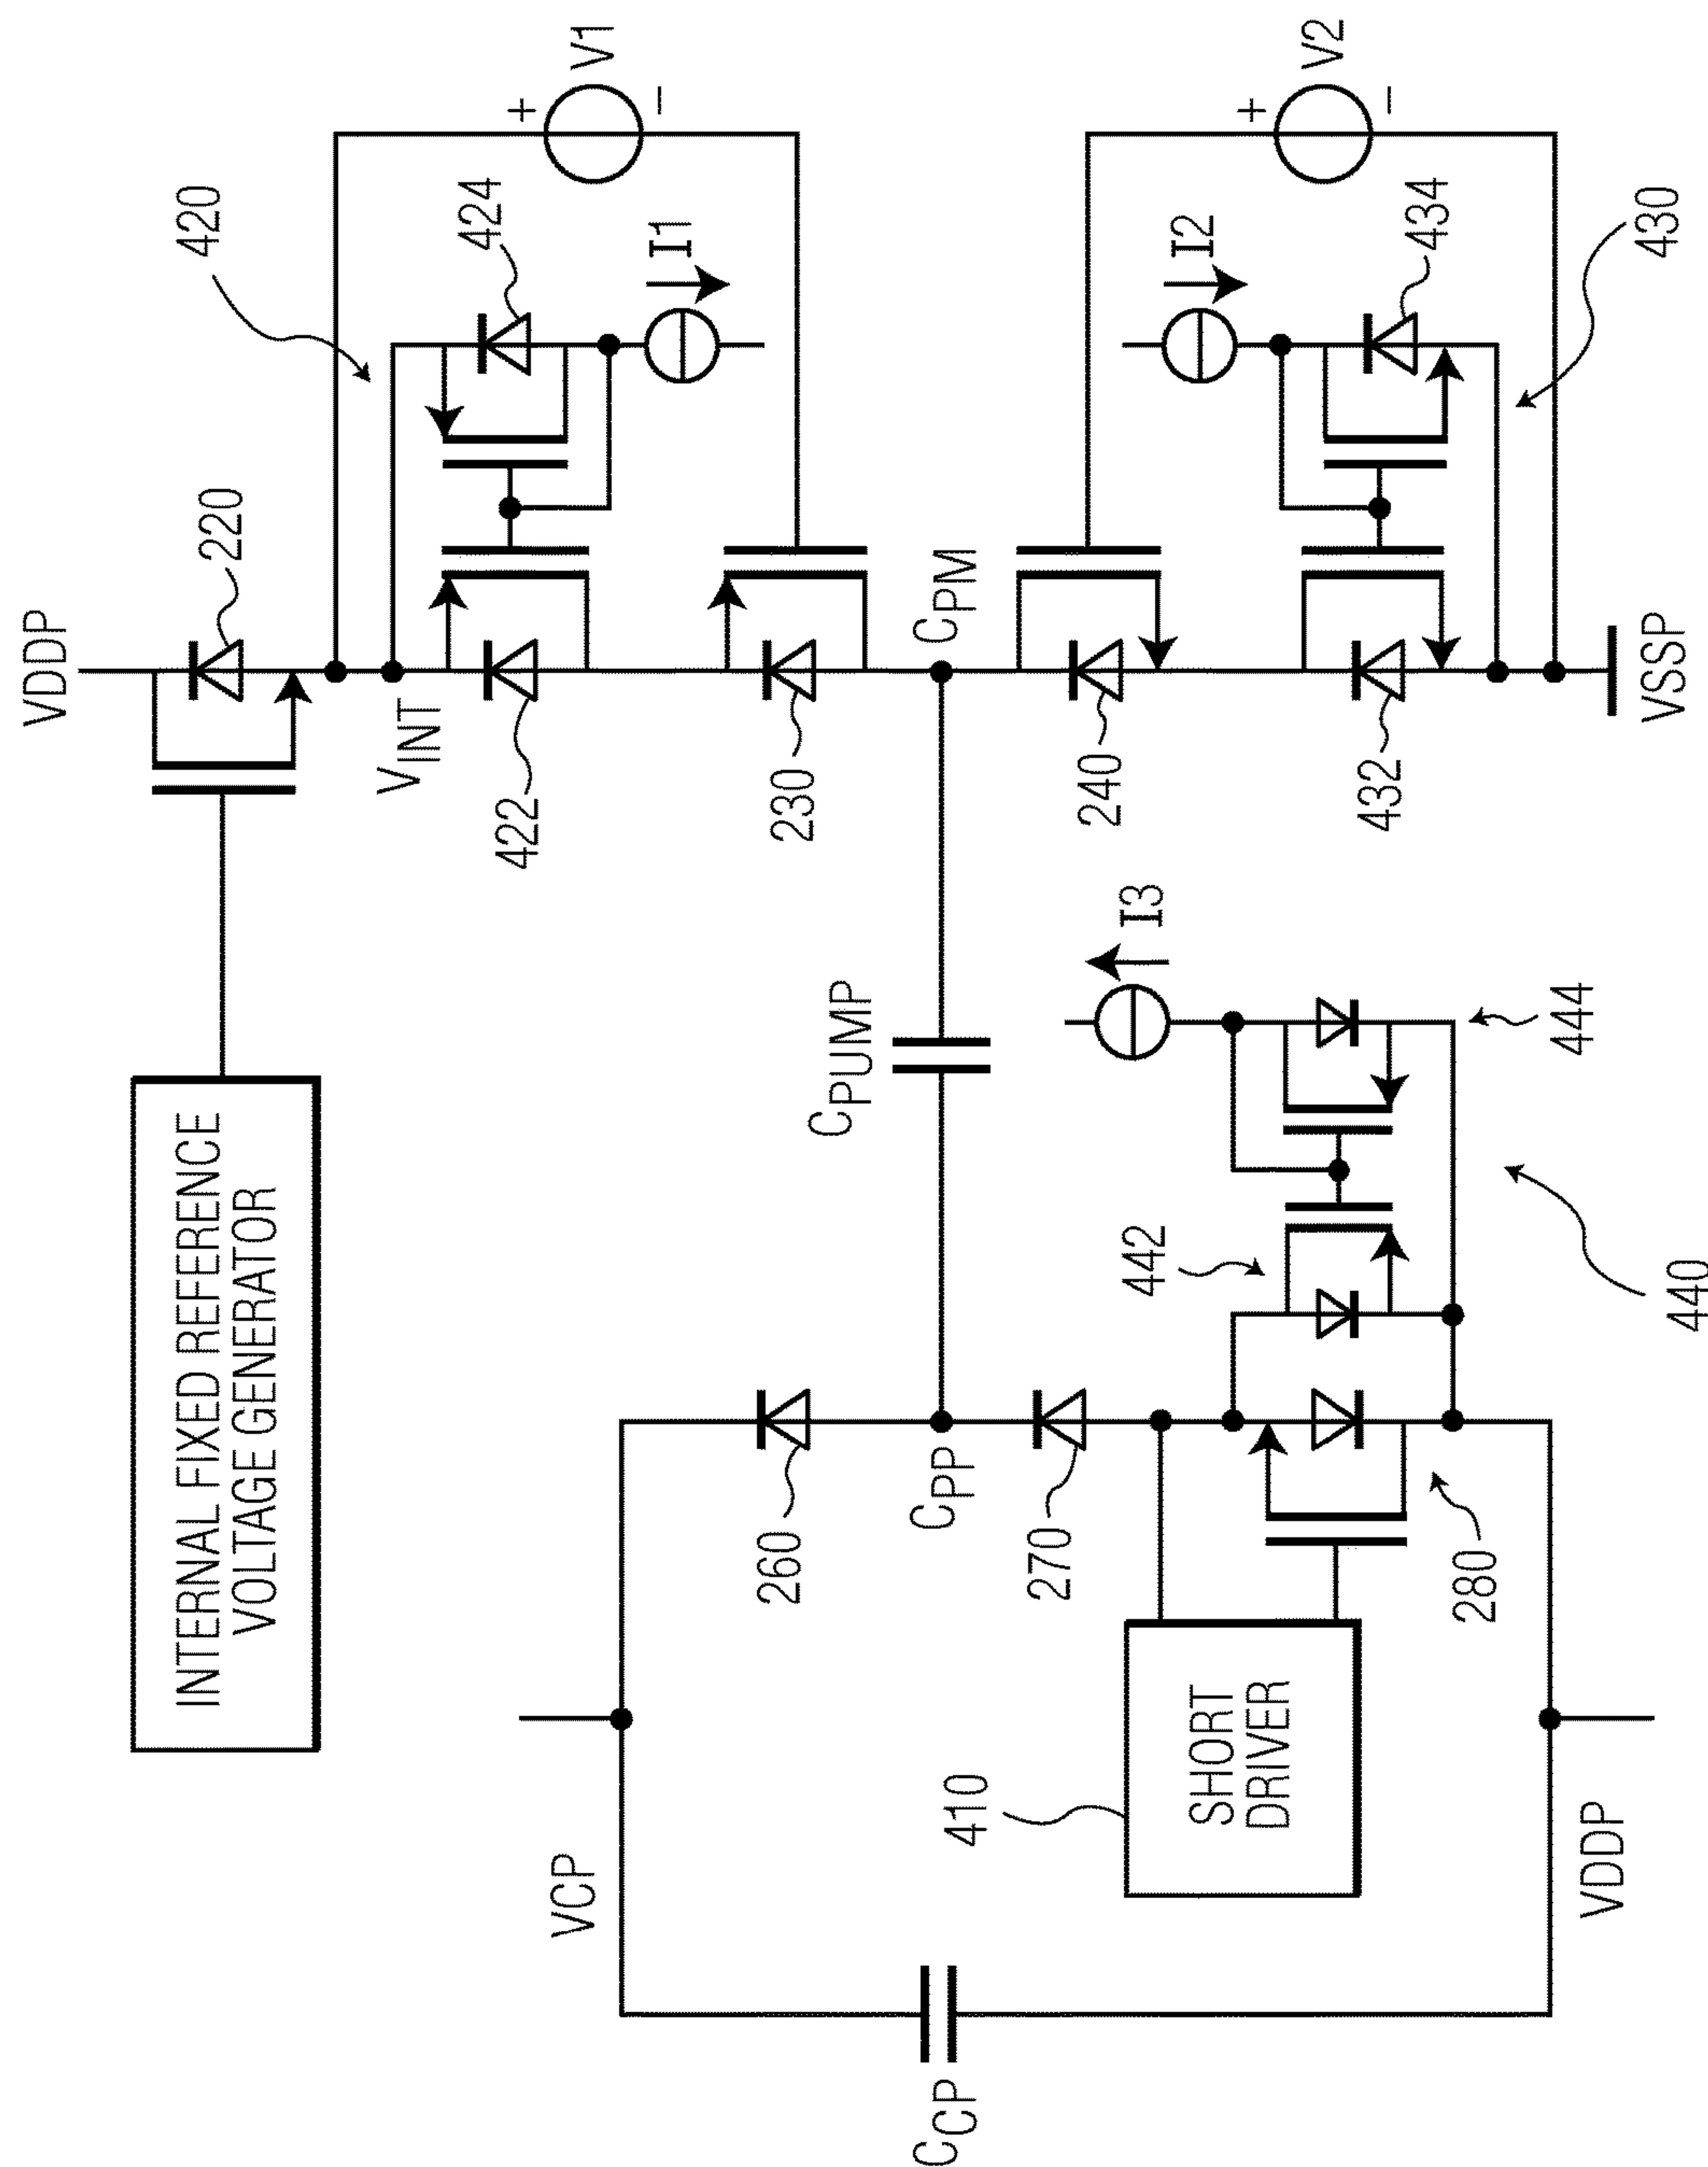 VDDP
220
420
424
V1
+
−
I1
VINT
422
230
INTERNAL FIXED REFERENCE
VOLTAGE GENERATOR
CPUMP
CPM
V2
+
−
I2
434
430
240
432
VSSP
VCP
260
CPP
270
I3
442
444
440
280
410
SHORT
DRIVER
CCP
VDDP